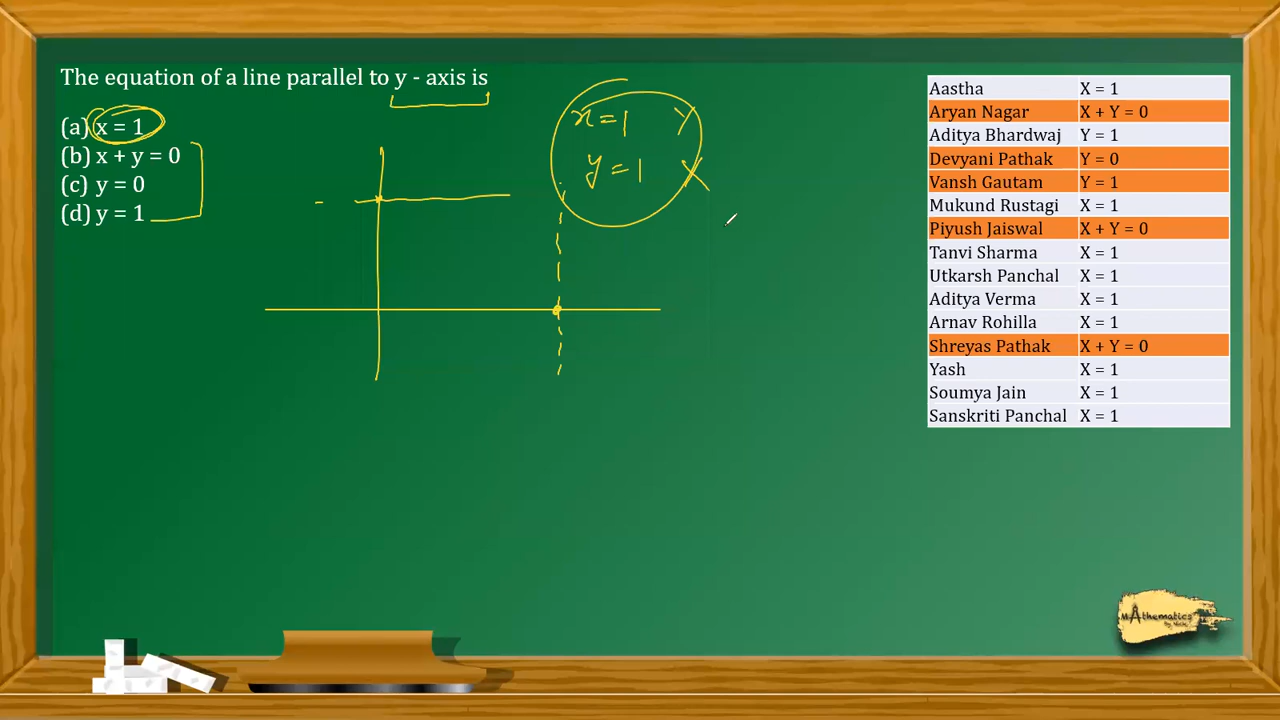 The equation of a line parallel to y - axis is
(a) x = 1
(b) x + y = 0
(c) y = 0
(d) y = 1
x = 1 Y
y = 1 X
Aastha X = 1
Aryan Nagar X + Y = 0
Aditya Bhardwaj Y = 1
Devyani Pathak Y = 0
Vansh Gautam Y = 1
Mukund Rustagi X = 1
Piyush Jaiswal X + Y = 0
Tanvi Sharma X = 1
Utkarsh Panchal X = 1
Aditya Verma X = 1
Arnav Rohilla X = 1
Shreyas Pathak X + Y = 0
Yash X = 1
Soumya Jain X = 1
Sanskriti Panchal X = 1
MAthematics